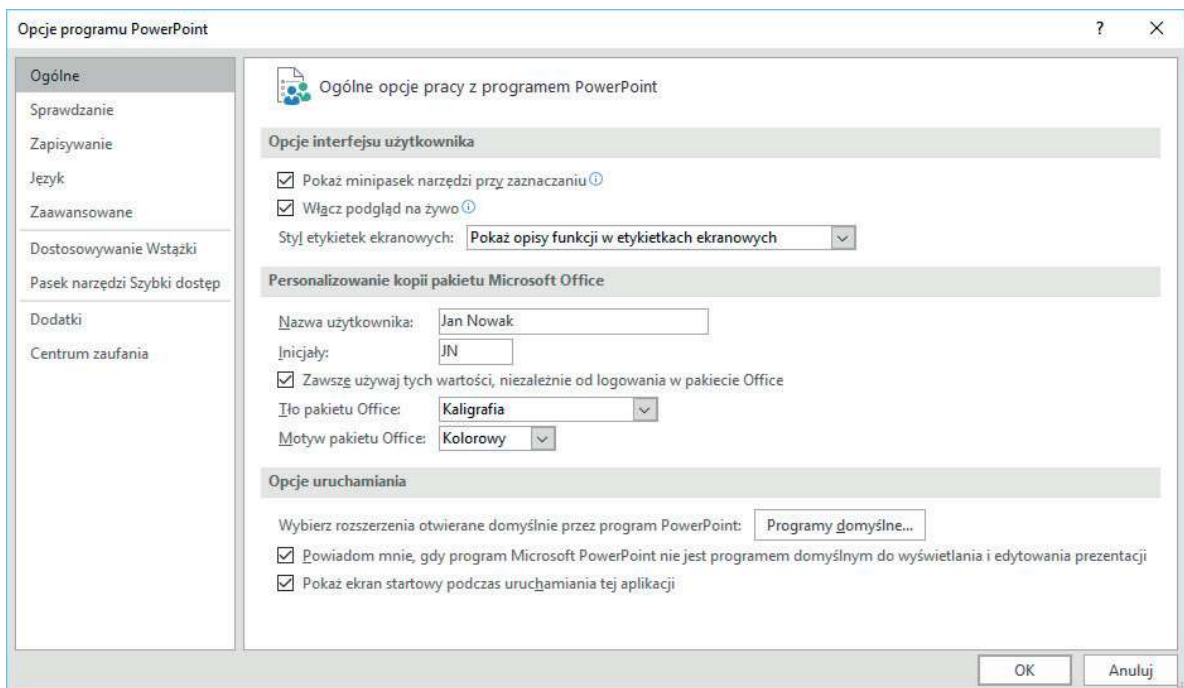 Opcje programu PowerPoint
?
Ogólne
Sprawdzanie
Zapisywanie
Język
Zaawansowane
Dostosowywanie Wstążki
Pasek narzędzi Szybki dostęp
Dodatki
Centrum zaufania
Ogólne opcje pracy z programem PowerPoint
Opcje interfejsu użytkownika
Pokaż minipasek narzędzi przy zaznaczaniu
Włącz podgląd na żywo
Styl etykietek ekranowych: Pokaż opisy funkcji w etykietkach ekranowych
Personalizowanie kopii pakietu Microsoft Office
Nazwa użytkownika: Jan Nowak
Inicjały: JN
Zawsze używaj tych wartości, niezależnie od logowania w pakiecie Office
Tło pakietu Office: Kaligrafia
Motyw pakietu Office: Kolorowy
Opcje uruchamiania
Wybierz rozszerzenia otwierane domyślnie przez program PowerPoint: Programy domyślne...
Powiadom mnie, gdy program Microsoft PowerPoint nie jest programem domyślnym do wyświetlania i edytowania prezentacji
Pokaż ekran startowy podczas uruchamiania tej aplikacji
OK Anuluj